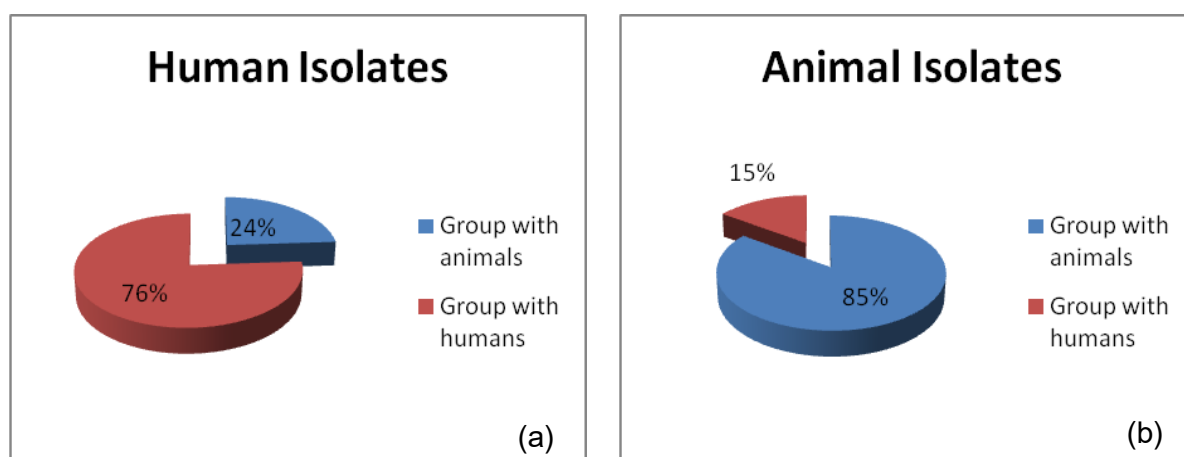 Human Isolates
24%
76%
Group with
animals
Group with
humans
(a)
Animal Isolates
15%
85%
Group with
animals
Group with
humans
(b)